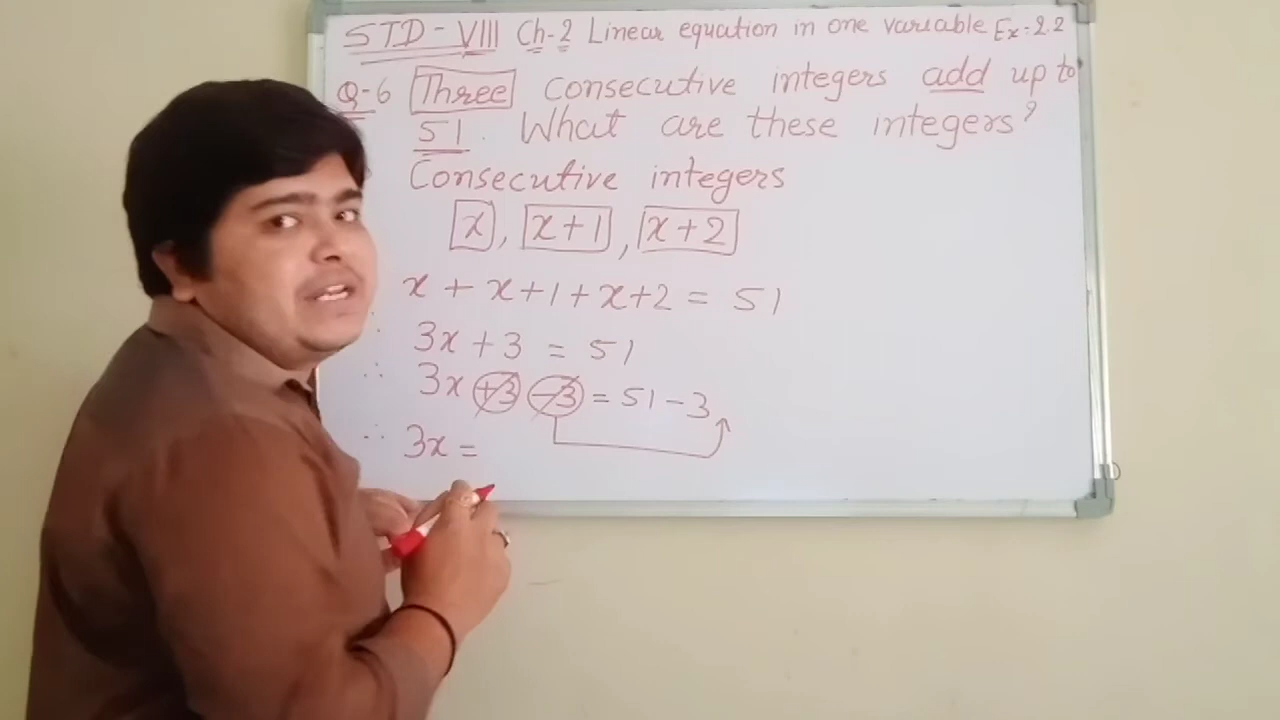 STD - VIII Ch-2 Linear equation in one variable Ex-2.2
Q-6 Three consecutive integers add up to
51. What are these integers?
Consecutive integers
x, x+1, x+2
x + x+1 + x+2 = 51
∴ 3x + 3 = 51
∴ 3x +3 -3 = 51 - 3
∴ 3x =